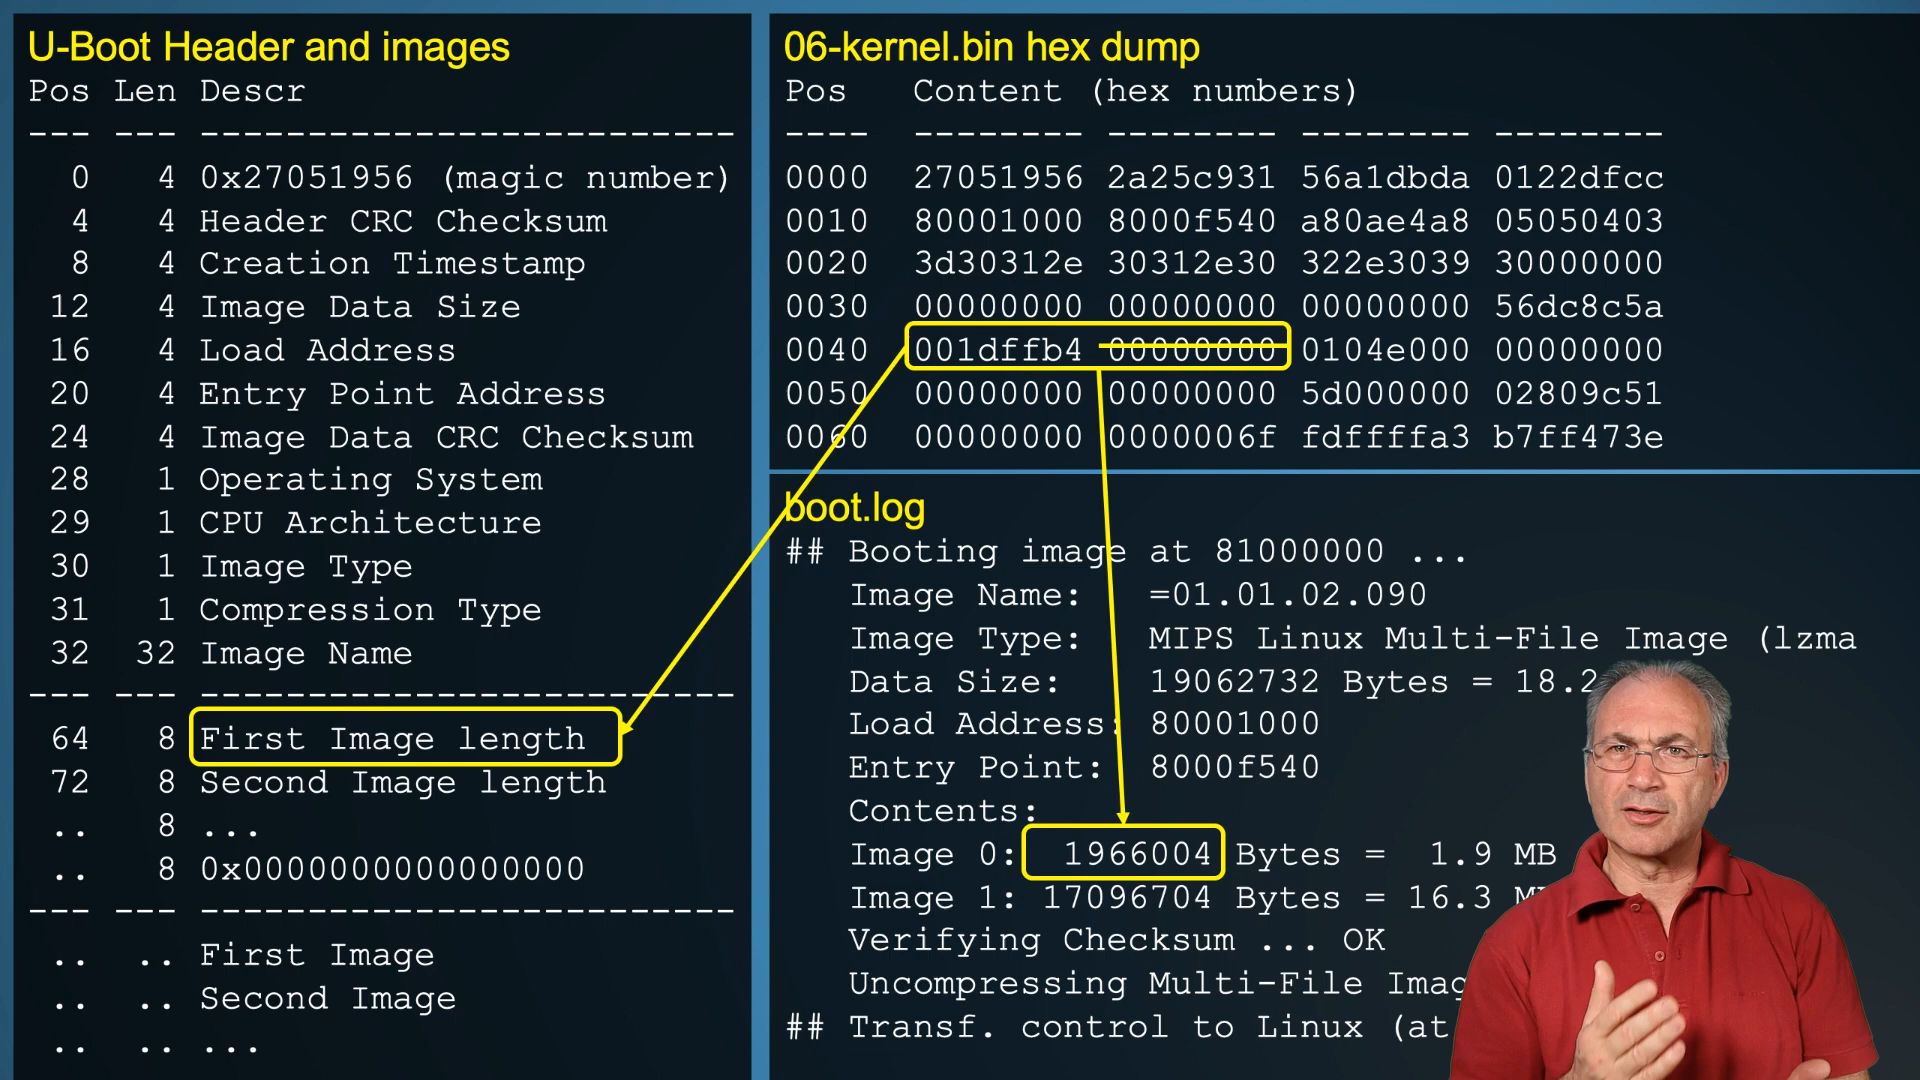 U-Boot Header and images
Pos Len Descr
--- --- -------------------------
0 4 0x27051956 (magic number)
4 4 Header CRC Checksum
8 4 Creation Timestamp
12 4 Image Data Size
16 4 Load Address
20 4 Entry Point Address
24 4 Image Data CRC Checksum
28 1 Operating System
29 1 CPU Architecture
30 1 Image Type
31 1 Compression Type
32 32 Image Name
--- --- -------------------------
64 8 First Image length
72 8 Second Image length
.. 8 ...
.. 8 0x0000000000000000
--- --- -------------------------
.. .. First Image
.. .. Second Image
.. .. ...
06-kernel.bin hex dump
Pos Content (hex numbers)
---- -------- -------- -------- --------
0000 27051956 2a25c931 56a1dbda 0122dfcc
0010 80001000 8000f540 a80ae4a8 05050403
0020 3d30312e 30312e30 322e3039 30000000
0030 00000000 00000000 00000000 56dc8c5a
0040 001dffb4 00000000 0104e000 00000000
0050 00000000 00000000 5d000000 02809c51
0060 00000000 0000006f fdffffa3 b7ff473e
boot.log
## Booting image at 81000000 ...
Image Name: =01.01.02.090
Image Type: MIPS Linux Multi-File Image (lzma
Data Size: 19062732 Bytes = 18.2
Load Address: 80001000
Entry Point: 8000f540
Contents:
Image 0: 1966004 Bytes = 1.9 MB
Image 1: 17096704 Bytes = 16.3
Verifying Checksum ... OK
Uncompressing Multi-File Imag
## Transf. control to Linux (at